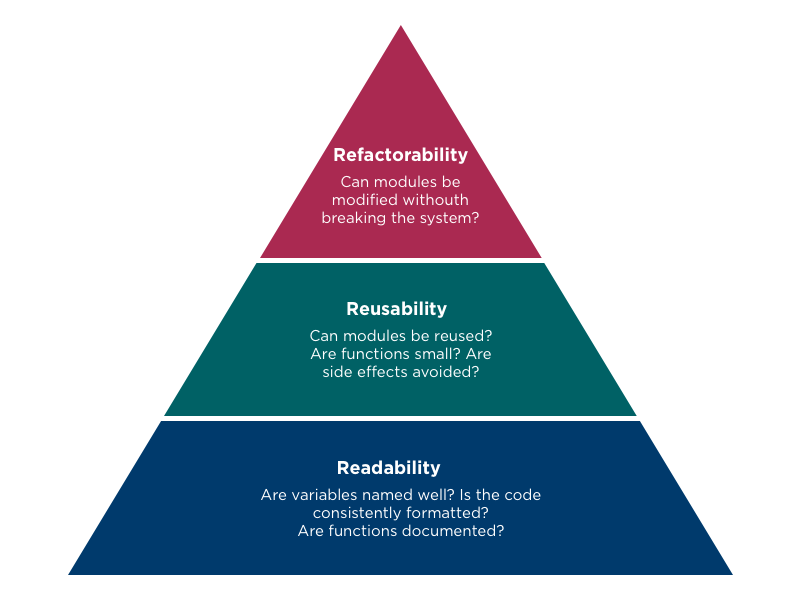 Refactorability
Can modules be
modified withouth
breaking the system?
Reusability
Can modules be reused?
Are functions small? Are
side effects avoided?
Readability
Are variables named well? Is the code
consistently formatted?
Are functions documented?